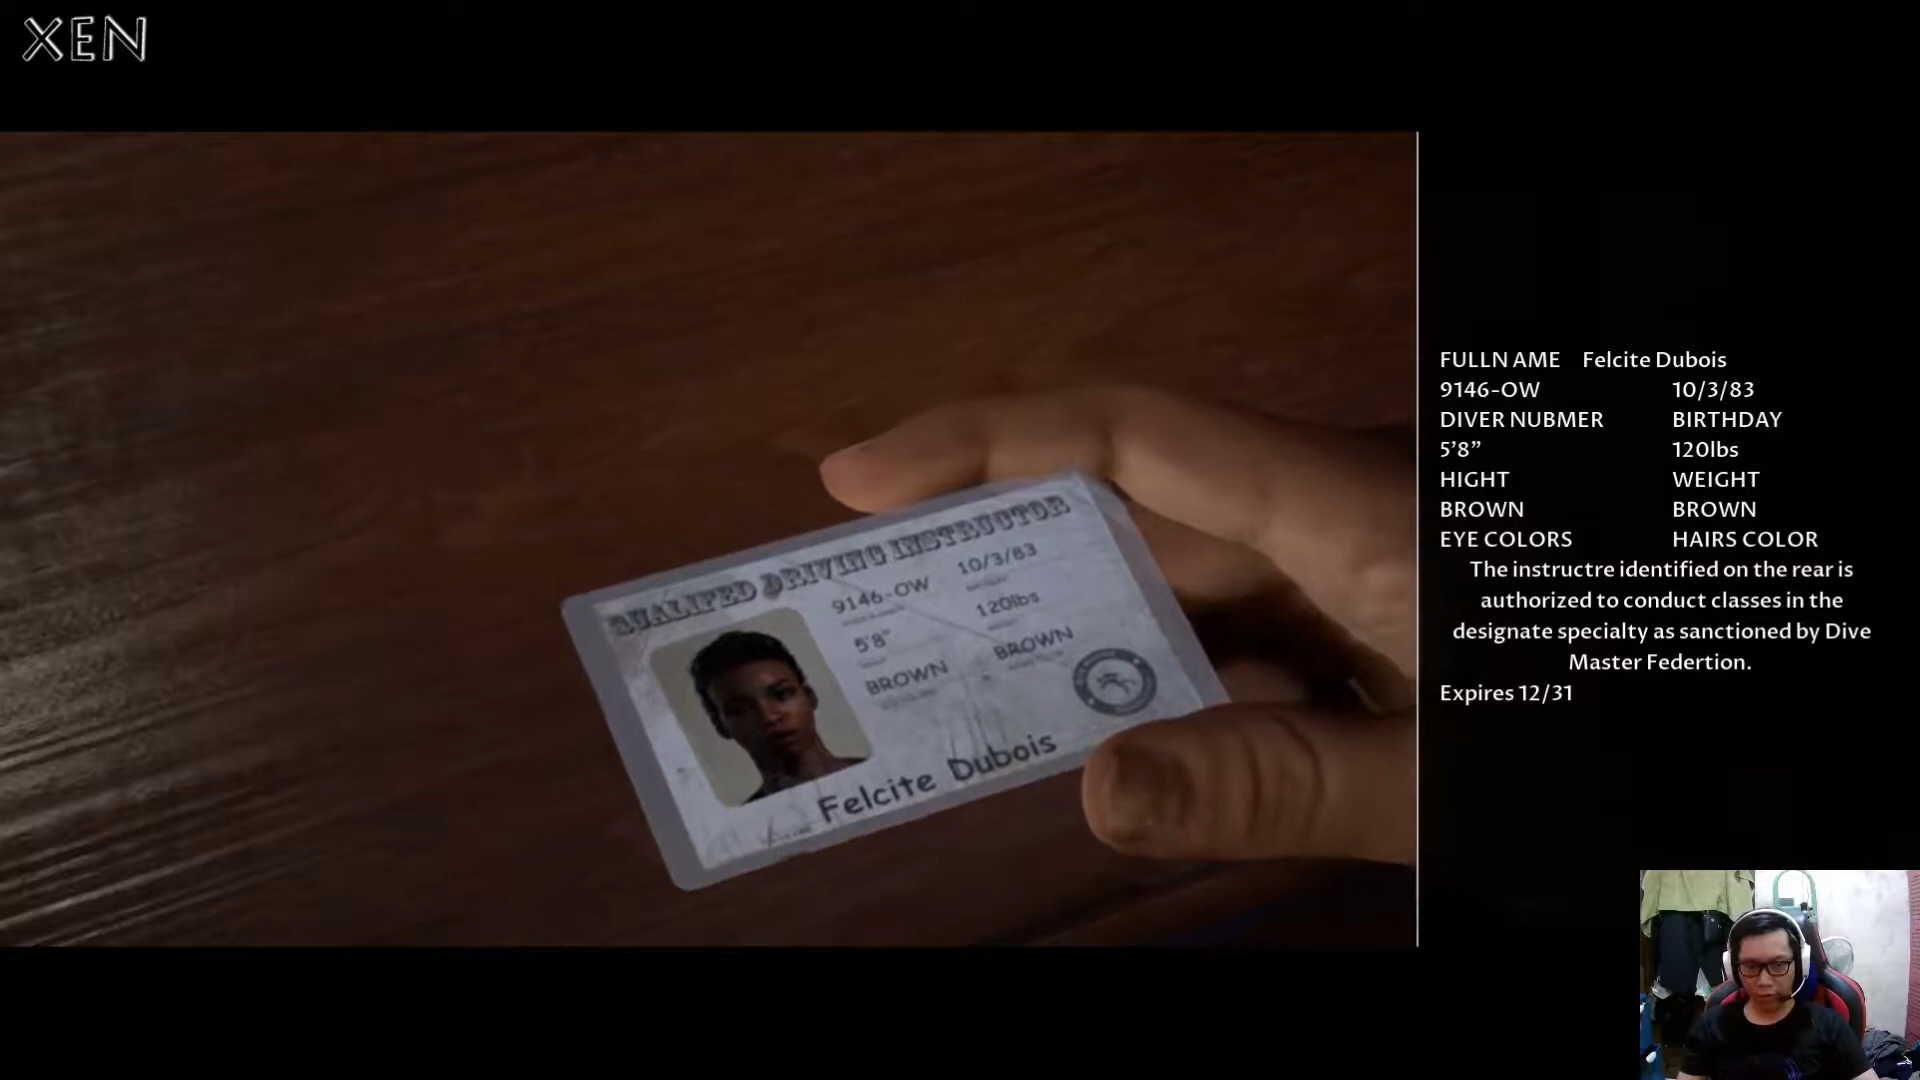 XEN
QUALIFED DRIVING INSTRUCTOR
9146-OW 10/3/83
5'8" 120lbs
BROWN BROWN
Felcite Dubois
FULLN AME Felcite Dubois
9146-OW 10/3/83
DIVER NUBMER BIRTHDAY
5’8” 120lbs
HIGHT WEIGHT
BROWN BROWN
EYE COLORS HAIRS COLOR
The instructre identified on the rear is
authorized to conduct classes in the
designate specialty as sanctioned by Dive
Master Federtion.
Expires 12/31